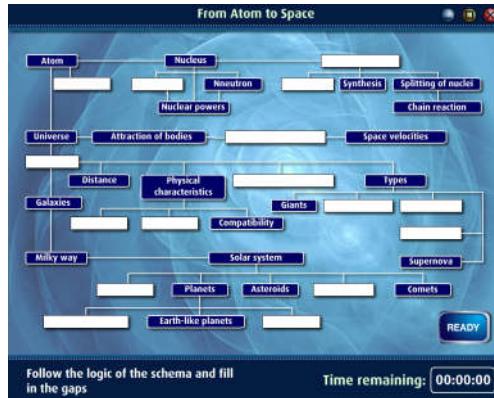 From Atom to Space
Atom
Nucleus
Nneutron
Synthesis
Splitting of nuclei
Nuclear powers
Chain reaction
Universe
Attraction of bodies
Space velocities
Distance
Physical
characteristics
Types
Galaxies
Giants
Compatibility
Milky way
Solar system
Supernova
Planets
Asteroids
Comets
Earth-like planets
READY
Follow the logic of the schema and fill
in the gaps
Time remaining: 00:00:00